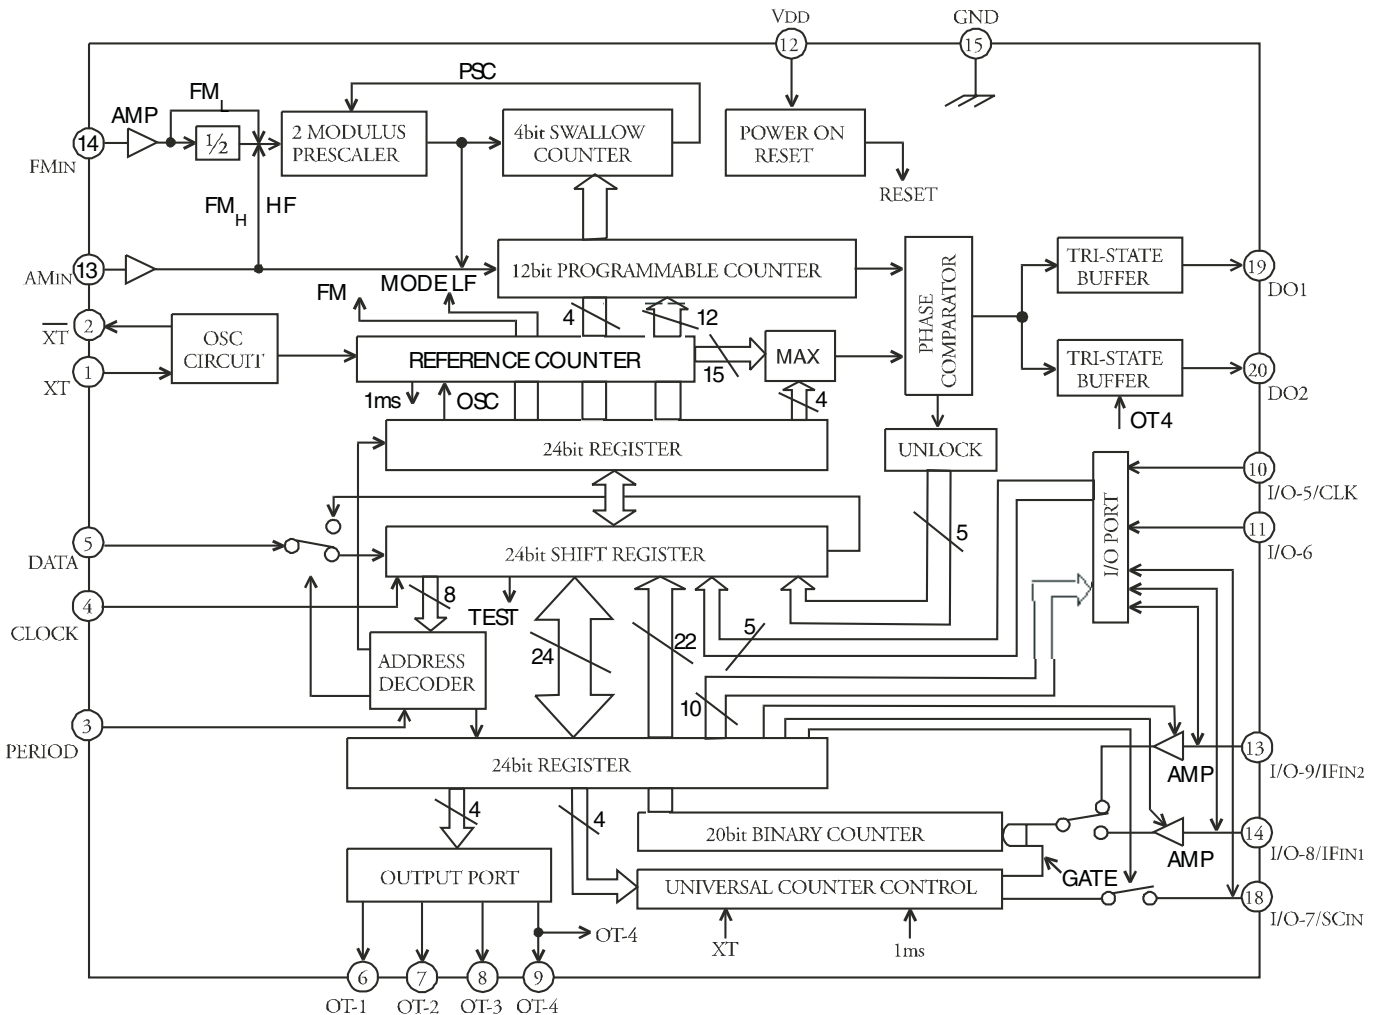 VDD
GND
12
15
PSC
FM L
AMP
14
FMIN
½
2 MODULUS
PRESCALER
4bit SWALLOW
COUNTER
POWER ON
RESET
RESET
FM H
HF
13
AMIN
12bit PROGRAMMABLE COUNTER
PHASE
COMPARATOR
TRI-STATE
BUFFER
19
DO1
FM
MODE LF
4
12
2
XT
OSC
CIRCUIT
1
XT
REFERENCE COUNTER
15
MAX
TRI-STATE
BUFFER
20
DO2
1ms
OSC
4
OT4
24bit REGISTER
UNLOCK
10
I/O-5/CLK
I/O PORT
11
I/O-6
5
DATA
24bit SHIFT REGISTER
5
4
CLOCK
8
TEST
24
22
5
ADDRESS
DECODER
10
3
PERIOD
24bit REGISTER
13
I/O-9/IFIN2
AMP
4
4
20bit BINARY COUNTER
14
I/O-8/IFIN1
AMP
OUTPUT PORT
UNIVERSAL COUNTER CONTROL
GATE
18
I/O-7/SCIN
OT-4
XT
1ms
6
7
8
9
OT-1
OT-2
OT-3
OT-4